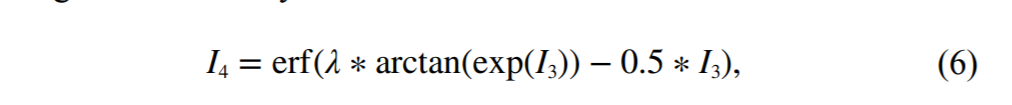 I₄ = erf(λ * arctan(exp(I₃)) − 0.5 * I₃), (6)